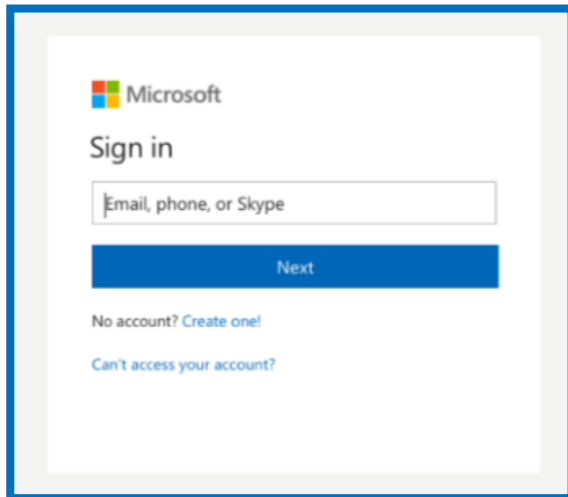 Microsoft
Sign in
Email, phone, or Skype
Next
No account? Create one!
Can't access your account?